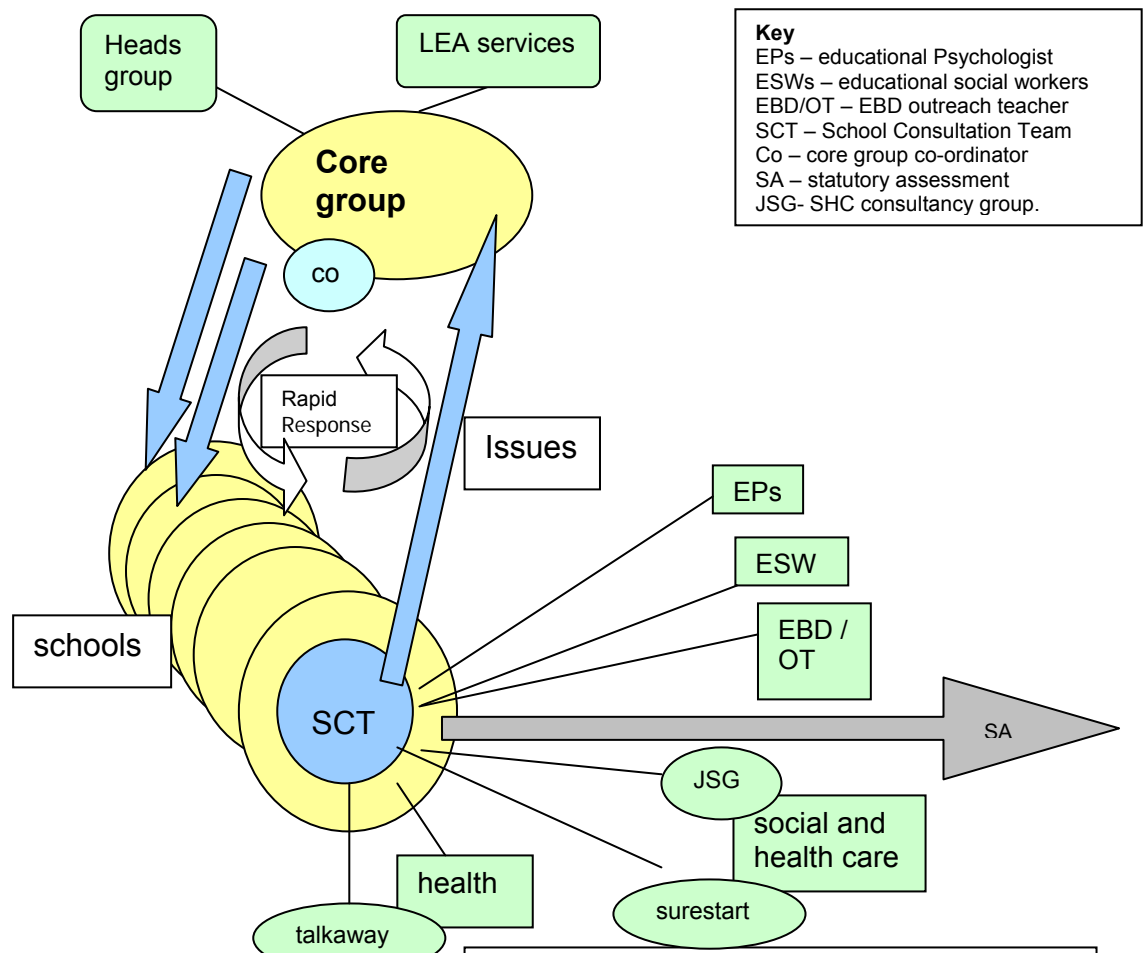 Heads
group
LEA services
Key
EPs – educational Psychologist
ESWs – educational social workers
EBD/OT – EBD outreach teacher
SCT – School Consultation Team
Co – core group co-ordinator
SA – statutory assessment
JSG- SHC consultancy group.
Core
group
co
Rapid
Response
Issues
EPs
ESW
EBD /
OT
schools
SCT
SA
JSG
social and
health care
health
surestart
talkaway